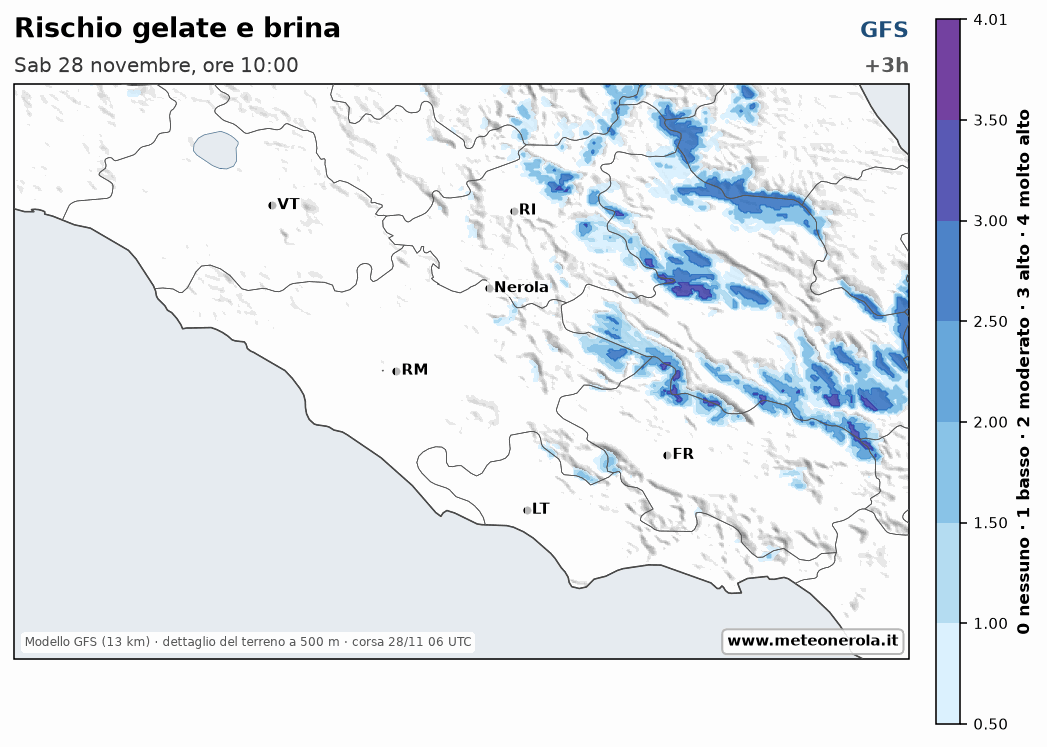 Rischio gelate e brina
GFS
Sab 28 novembre, ore 10:00
+3h
VT
RI
Nerola
RM
FR
LT
Modello GFS (13 km) · dettaglio del terreno a 500 m · corsa 28/11 06 UTC
www.meteonerola.it
4.01
3.50
3.00
2.50
2.00
1.50
1.00
0.50
0 nessuno · 1 basso · 2 moderato · 3 alto · 4 molto alto